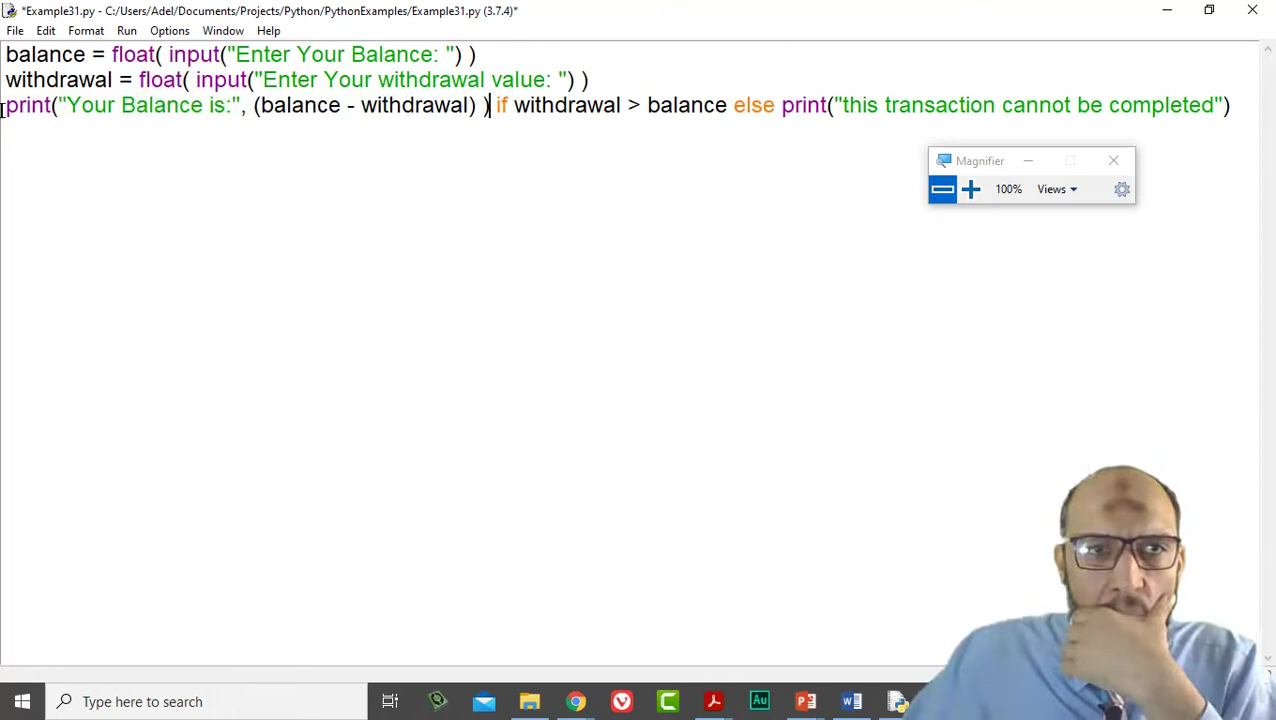 *Example31.py - C:/Users/Adel/Documents/Projects/Python/PythonExamples/Example31.py (3.7.4)*
File Edit Format Run Options Window Help
balance = float( input("Enter Your Balance: ") )
withdrawal = float( input("Enter Your withdrawal value: ") )
print("Your Balance is:", (balance - withdrawal) ) if withdrawal > balance else print("this transaction cannot be completed")
Magnifier
100% Views
Type here to search
Au